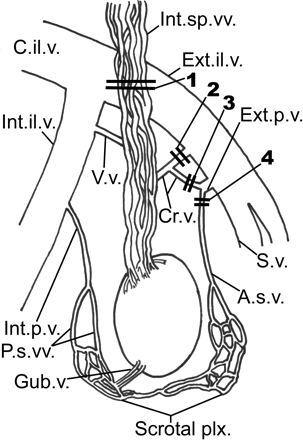 Int.sp.vv.
C.il.v.
Ext.il.v.
1
2
3
Int.il.v.
Ext.p.v.
4
V.v.
Cr.v.
S.v.
A.s.v.
Int.p.v.
P.s.vv.
Gub.v.
Scrotal plx.